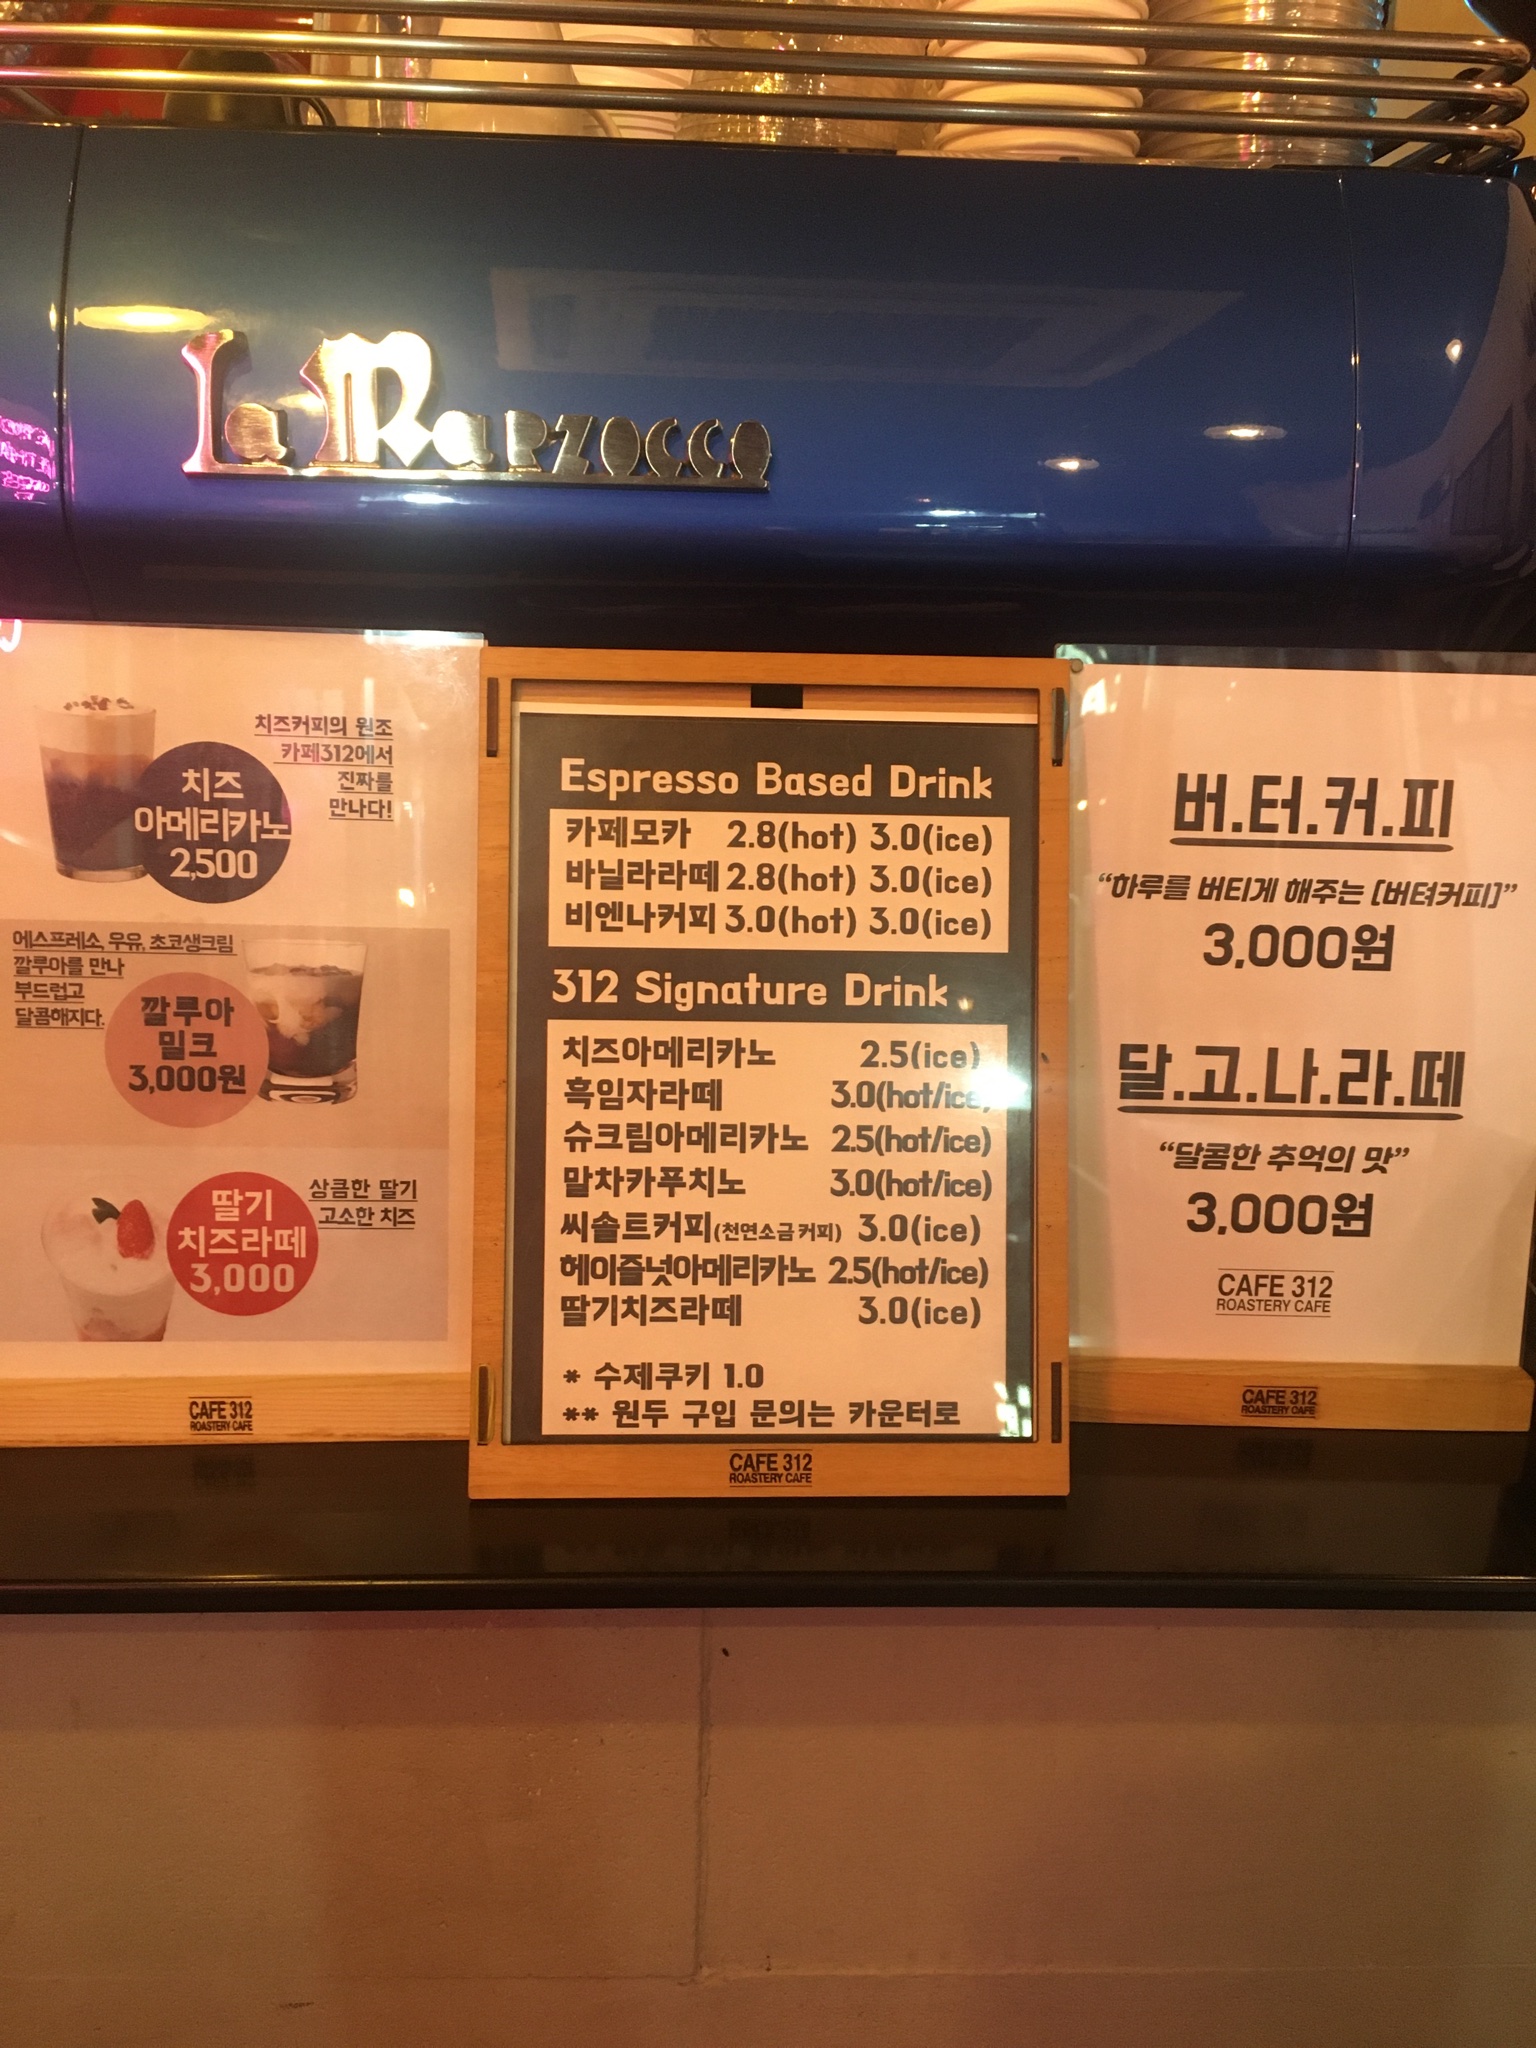 La Marzocco
치즈커피의 원조
카페312에서
진짜를
만나다!
치즈
아메리카노
2,500
에스프레소, 우유, 초코생크림
깔루아를 만나
부드럽고
달콤해지다.
깔루아
밀크
3,000원
상큼한 딸기
고소한 치즈
딸기
치즈라떼
3,000
CAFE 312
ROASTERY CAFE
Espresso Based Drink
카페모카 2.8(hot) 3.0(ice)
바닐라라떼 2.8(hot) 3.0(ice)
비엔나커피 3.0(hot) 3.0(ice)
312 Signature Drink
치즈아메리카노 2.5(ice)
흑임자라떼 3.0(hot/ice)
슈크림아메리카노 2.5(hot/ice)
말차카푸치노 3.0(hot/ice)
씨솔트커피(천연소금커피) 3.0(ice)
헤이즐넛아메리카노 2.5(hot/ice)
딸기치즈라떼 3.0(ice)
* 수제쿠키 1.0
** 원두 구입 문의는 카운터로
CAFE 312
ROASTERY CAFE
버.터.커.피
“하루를 버티게 해주는 [버텨커피]”
3,000원
달.고.나.라.떼
“달콤한 추억의 맛”
3,000원
CAFE 312
ROASTERY CAFE
CAFE 312
ROASTERY CAFE